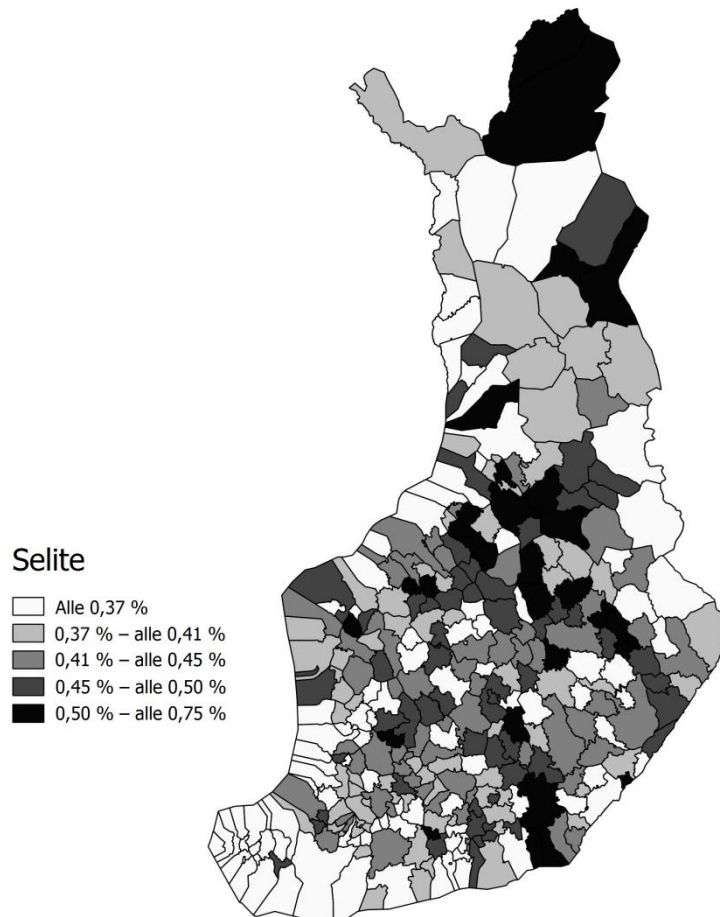 Selite
Alle 0,37 %
0,37 % – alle 0,41 %
0,41 % – alle 0,45 %
0,45 % – alle 0,50 %
0,50 % – alle 0,75 %